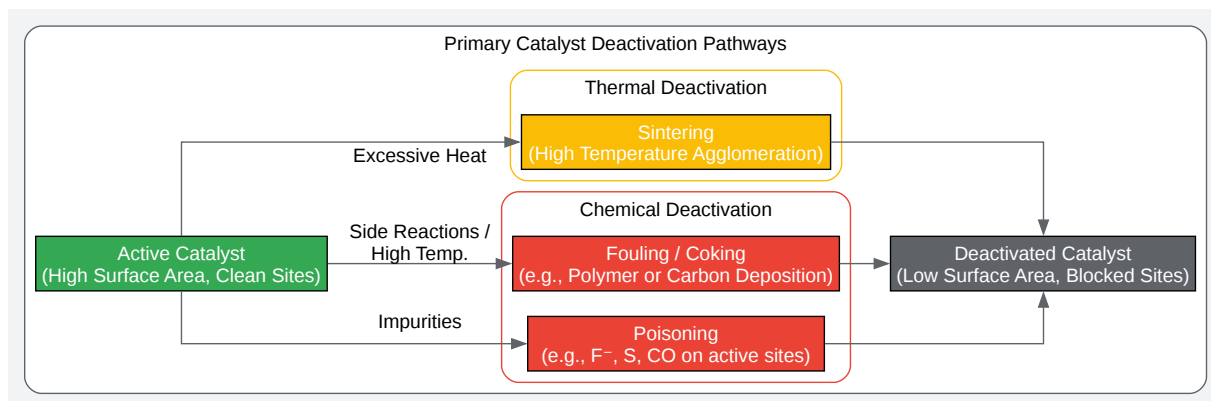 Primary Catalyst Deactivation Pathways
Thermal Deactivation
Sintering
(High Temperature Agglomeration)
Excessive Heat
Chemical Deactivation
Side Reactions /
High Temp.
Active Catalyst
(High Surface Area, Clean Sites)
Fouling / Coking
(e.g., Polymer or Carbon Deposition)
Deactivated Catalyst
(Low Surface Area, Blocked Sites)
Impurities
Poisoning
(e.g., F⁻, S, CO on active sites)